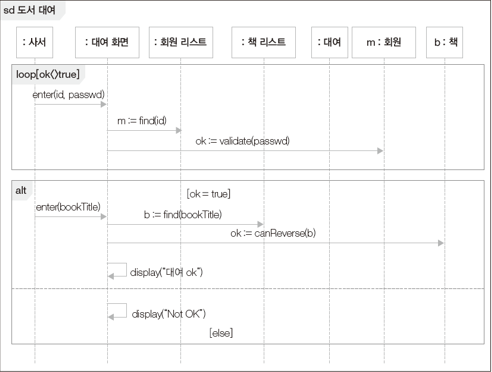 sd 도서 대여
: 사서
: 대여 화면
: 회원 리스트
: 책 리스트
: 대여
m : 회원
b : 책
loop[ok()true]
enter(id, passwd)
m := find(id)
ok := validate(passwd)
alt
[ok = true]
enter(bookTitle)
b := find(bookTitle)
ok := canReverse(b)
display("대여 ok")
display("Not OK")
[else]